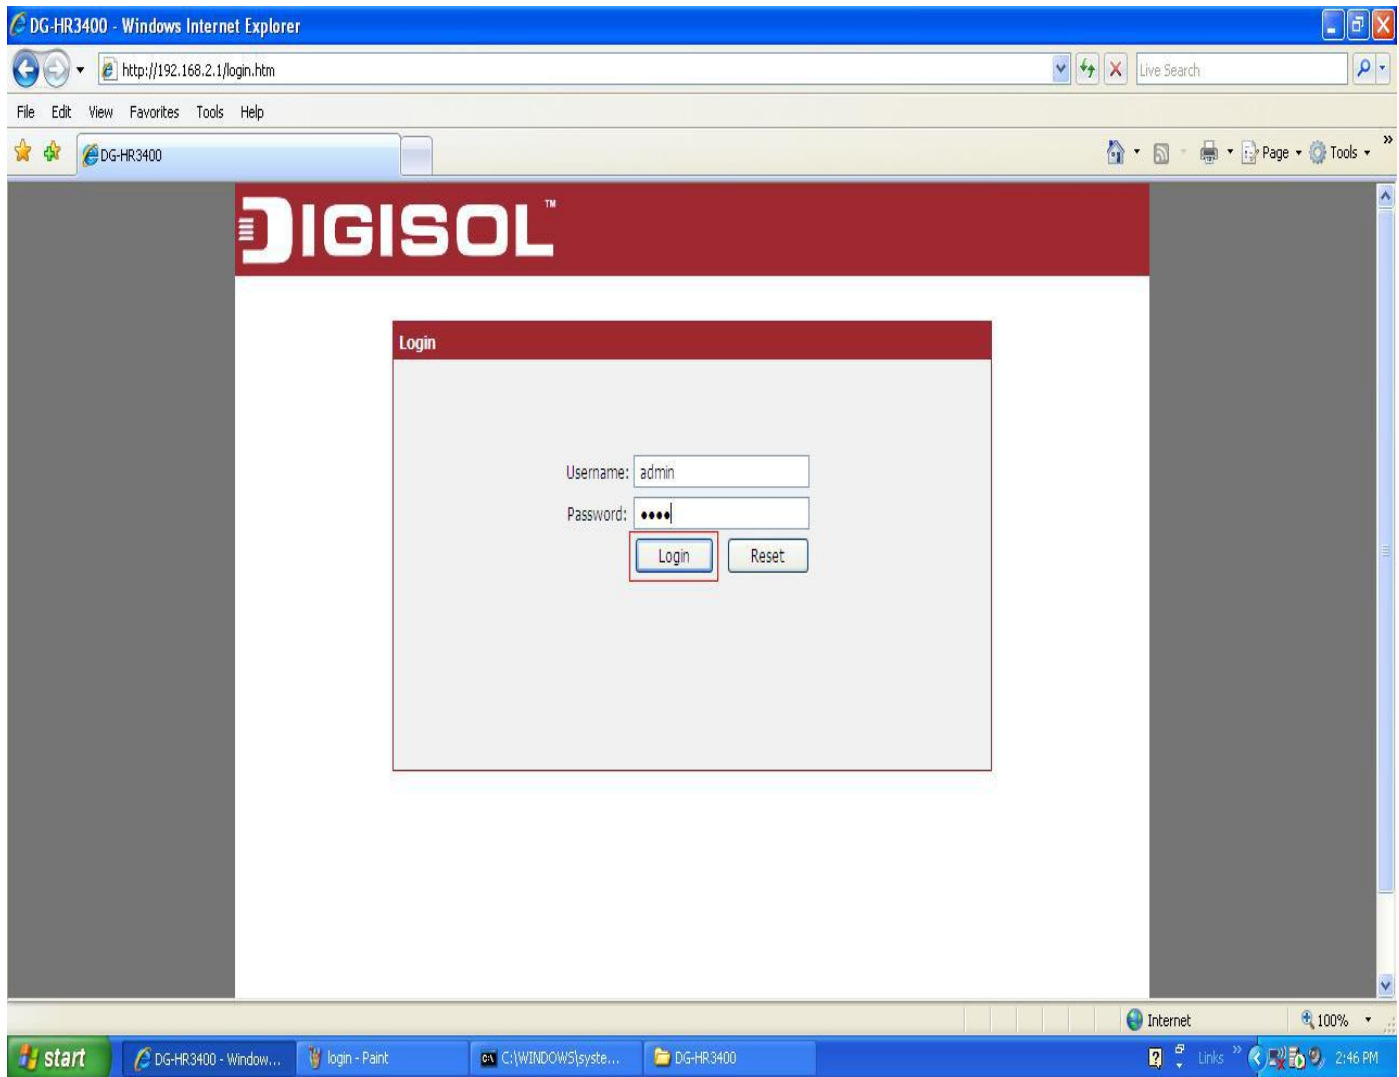 DG-HR3400 - Windows Internet Explorer
http://192.168.2.1/login.htm
Live Search
File Edit View Favorites Tools Help
DG-HR3400
Page
Tools
DIGISOL™
Login
Username: admin
Password: ••••
Login Reset
Internet
100%
start
DG-HR3400 - Window...
login - Paint
C:\WINDOWS\syste...
DG-HR3400
Links
2:46 PM